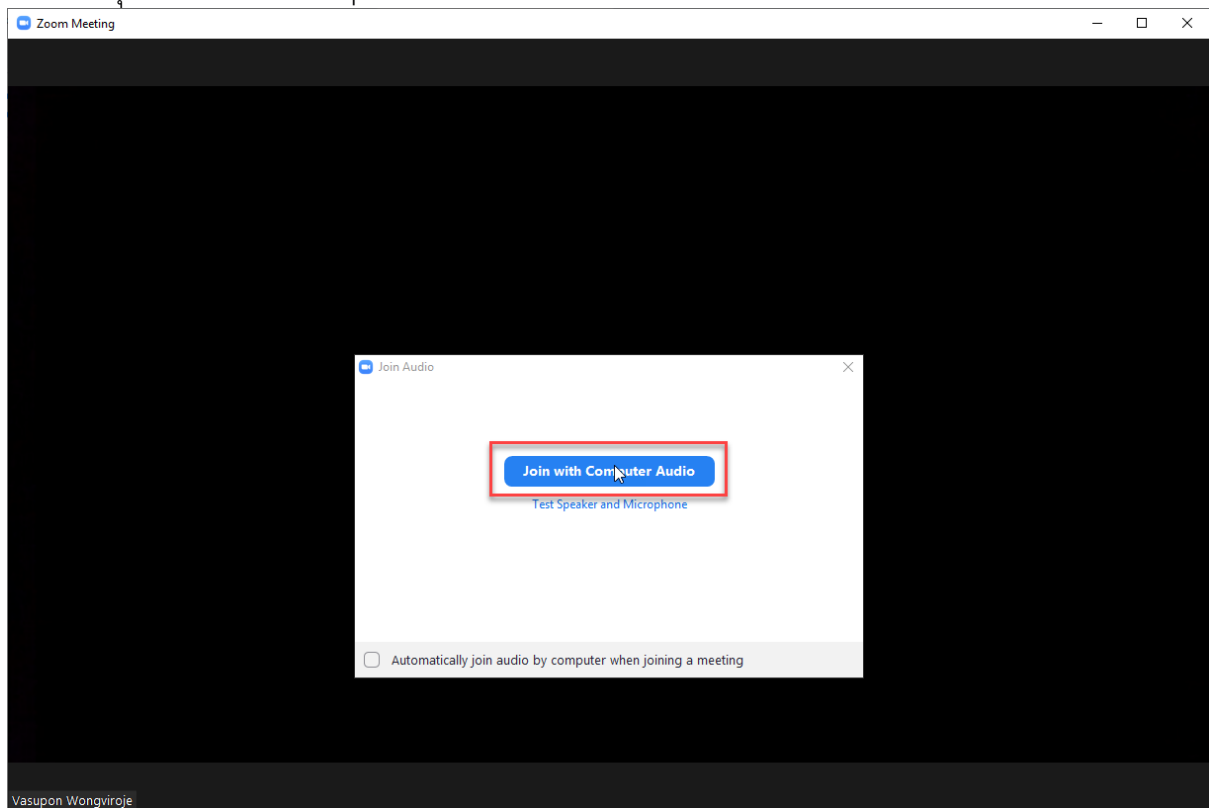 Zoom Meeting
Join Audio
Join with Computer Audio
Test Speaker and Microphone
Automatically join audio by computer when joining a meeting
Vasupon Wongviroje